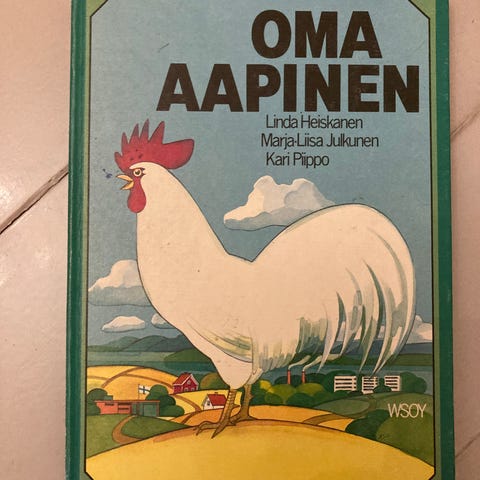 OMA
AAPINEN
Linda Heiskanen
Marja-Liisa Julkunen
Kari Piippo
WSOY